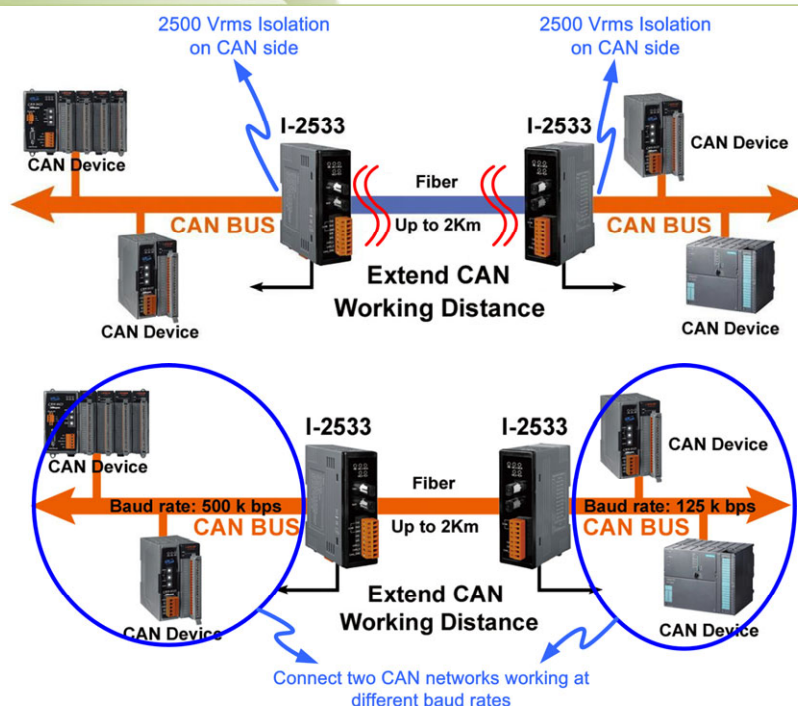 2500 Vrms Isolation
on CAN side
2500 Vrms Isolation
on CAN side
I-2533
I-2533
CAN Device
CAN Device
Fiber
CAN BUS
Up to 2Km
CAN BUS
Extend CAN
Working Distance
CAN Device
CAN Device
I-2533
I-2533
CAN Device
CAN Device
Fiber
Baud rate: 500 k bps
Baud rate: 125 k bps
CAN BUS
Up to 2Km
CAN BUS
Extend CAN
Working Distance
CAN Device
CAN Device
Connect two CAN networks working at
different baud rates